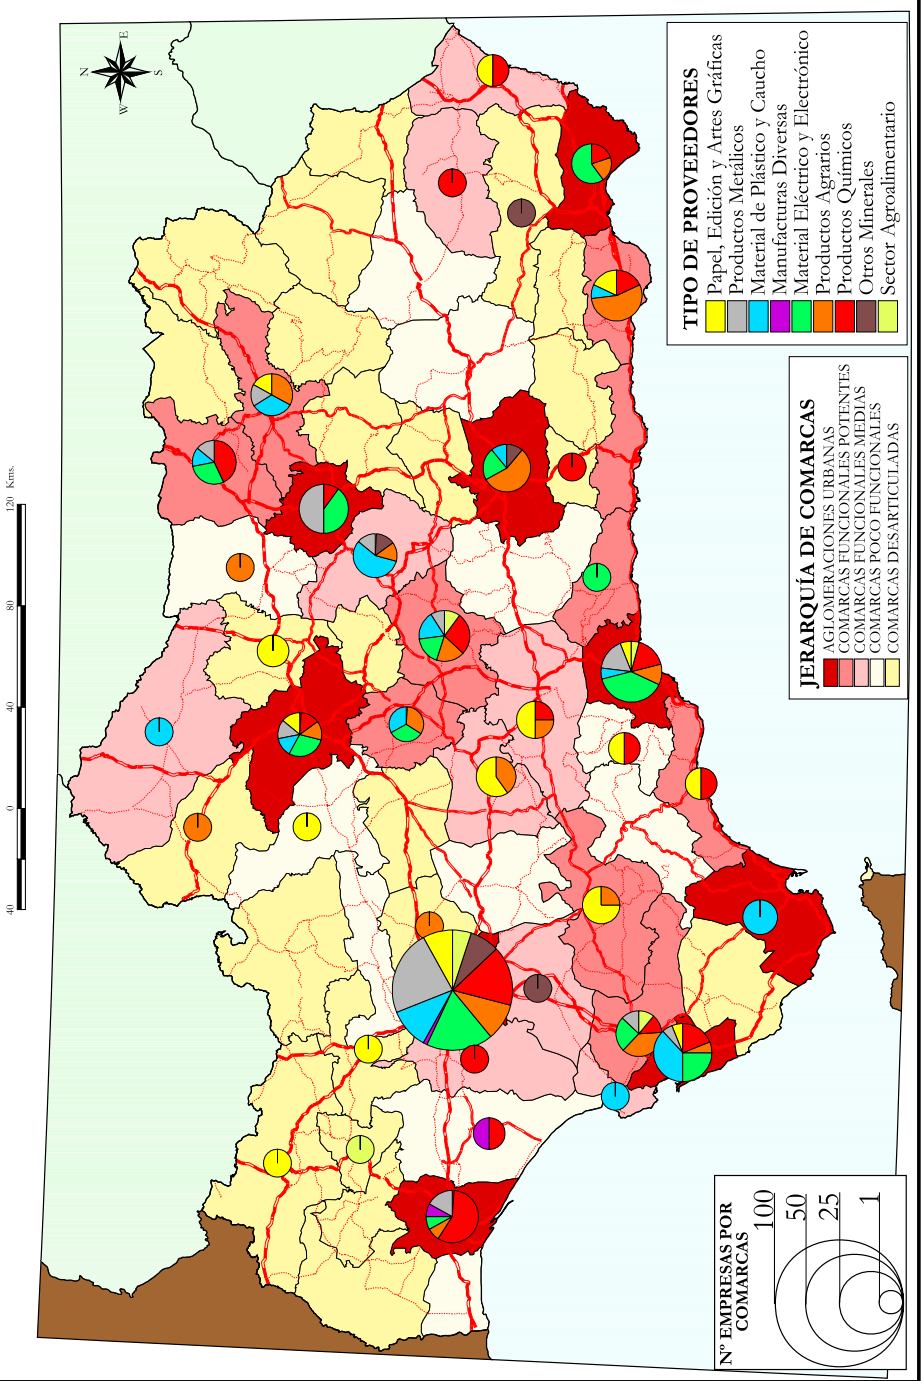 N
E
S
W
40 0 40 80 120 Kms.
TIPO DE PROVEEDORES
Papel, Edición y Artes Gráficas
Productos Metálicos
Material de Plástico y Caucho
Manufacturas Diversas
Material Eléctrico y Electrónico
Productos Agrarios
Productos Químicos
Otros Minerales
Sector Agroalimentario
JERARQUÍA DE COMARCAS
AGLOMERACIONES URBANAS
COMARCAS FUNCIONALES POTENTES
COMARCAS FUNCIONALES MEDIAS
COMARCAS POCO FUNCIONALES
COMARCAS DESARTICULADAS
Nº EMPRESAS POR
COMARCAS
100
50
25
1